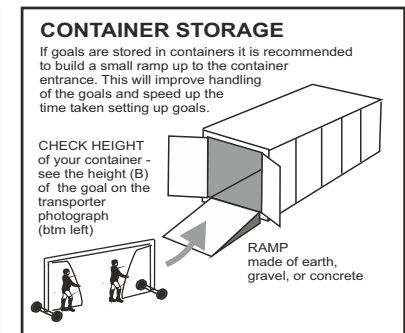 CONTAINER STORAGE
If goals are stored in containers it is recommended
to build a small ramp up to the container
entrance. This will improve handling
of the goals and speed up the
time taken setting up goals.
CHECK HEIGHT
of your container -
see the height (B)
of the goal on the
transporter
photograph
(btm left)
RAMP
made of earth,
gravel, or concrete